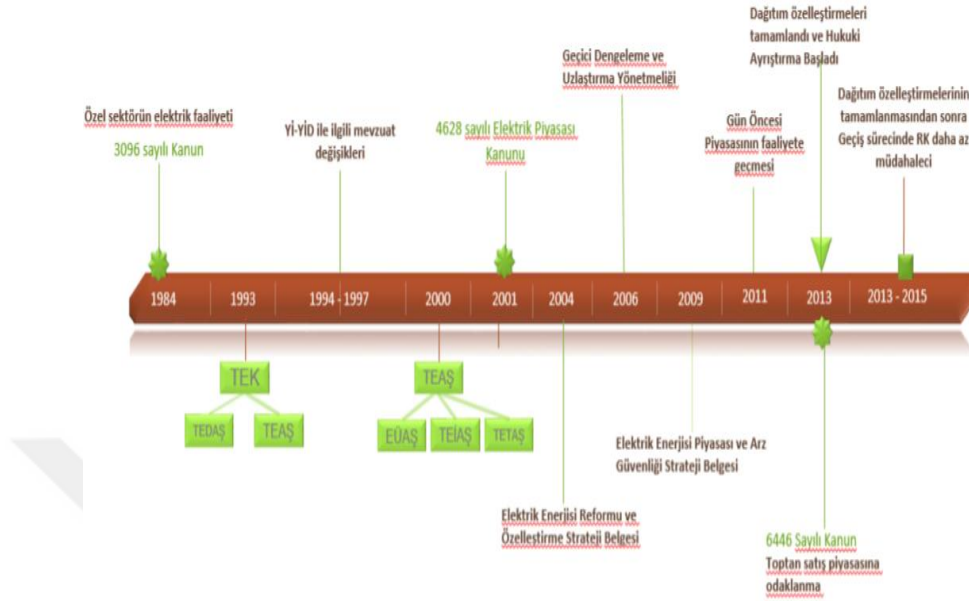 Dağıtım özelleştirmeleri
tamamlandı ve Hukuki
Ayrıştırma Başladı
Geçici Dengeleme ve
Uzlaştırma Yönetmeliği
Dağıtım özelleştirmelerinin
tamamlanmasından sonra
Geçiş sürecinde RK daha az
müdahaleci
Özel sektörün elektrik faaliyeti
3096 sayılı Kanun
Yİ-YİD ile ilgili mevzuat
değişikleri
4628 sayılı Elektrik Piyasası
Kanunu
Gün Öncesi
Piyasasının faaliyete
geçmesi
1984
1993
1994 - 1997
2000
2001
2004
2006
2009
2011
2013
2013 - 2015
TEK
TEDAŞ
TEAŞ
TEAŞ
EÜAŞ
TEİAŞ
TETAŞ
Elektrik Enerjisi Piyasası ve Arz
Güvenliği Strateji Belgesi
Elektrik Enerjisi Reformu ve
Özelleştirme Strateji Belgesi
6446 Sayılı Kanun
Toptan satış piyasasına
odaklanma